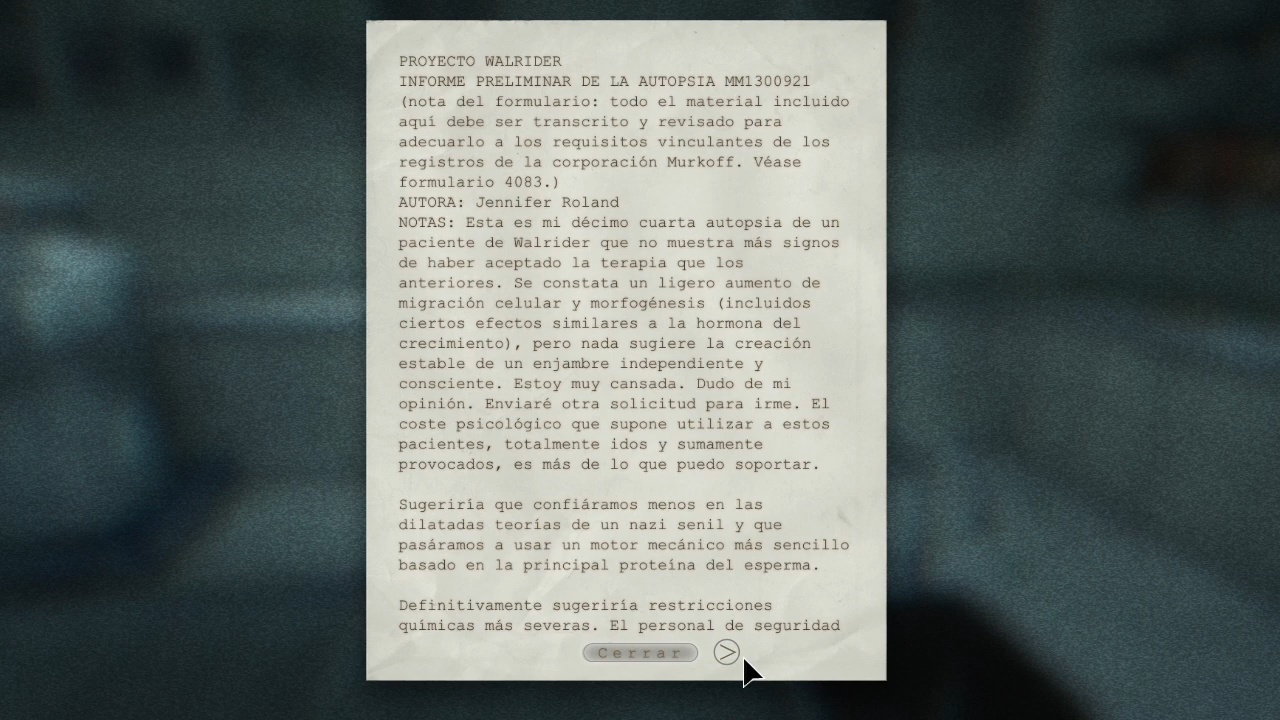 PROYECTO WALRIDER
INFORME PRELIMINAR DE LA AUTOPSIA MM1300921
(nota del formulario: todo el material incluido
aquí debe ser transcrito y revisado para
adecuarlo a los requisitos vinculantes de los
registros de la corporación Murkoff. Véase
formulario 4083.)
AUTORA: Jennifer Roland
NOTAS: Esta es mi décimo cuarta autopsia de un
paciente de Walrider que no muestra más signos
de haber aceptado la terapia que los
anteriores. Se constata un ligero aumento de
migración celular y morfogénesis (incluidos
ciertos efectos similares a la hormona del
crecimiento), pero nada sugiere la creación
estable de un enjambre independiente y
consciente. Estoy muy cansada. Dudo de mi
opinión. Enviaré otra solicitud para irme. El
coste psicológico que supone utilizar a estos
pacientes, totalmente idos y sumamente
provocados, es más de lo que puedo soportar.
Sugeriría que confiáramos menos en las
dilatadas teorías de un nazi senil y que
pasáramos a usar un motor mecánico más sencillo
basado en la principal proteína del esperma.
Definitivamente sugeriría restricciones
químicas más severas. El personal de seguridad
Cerrar